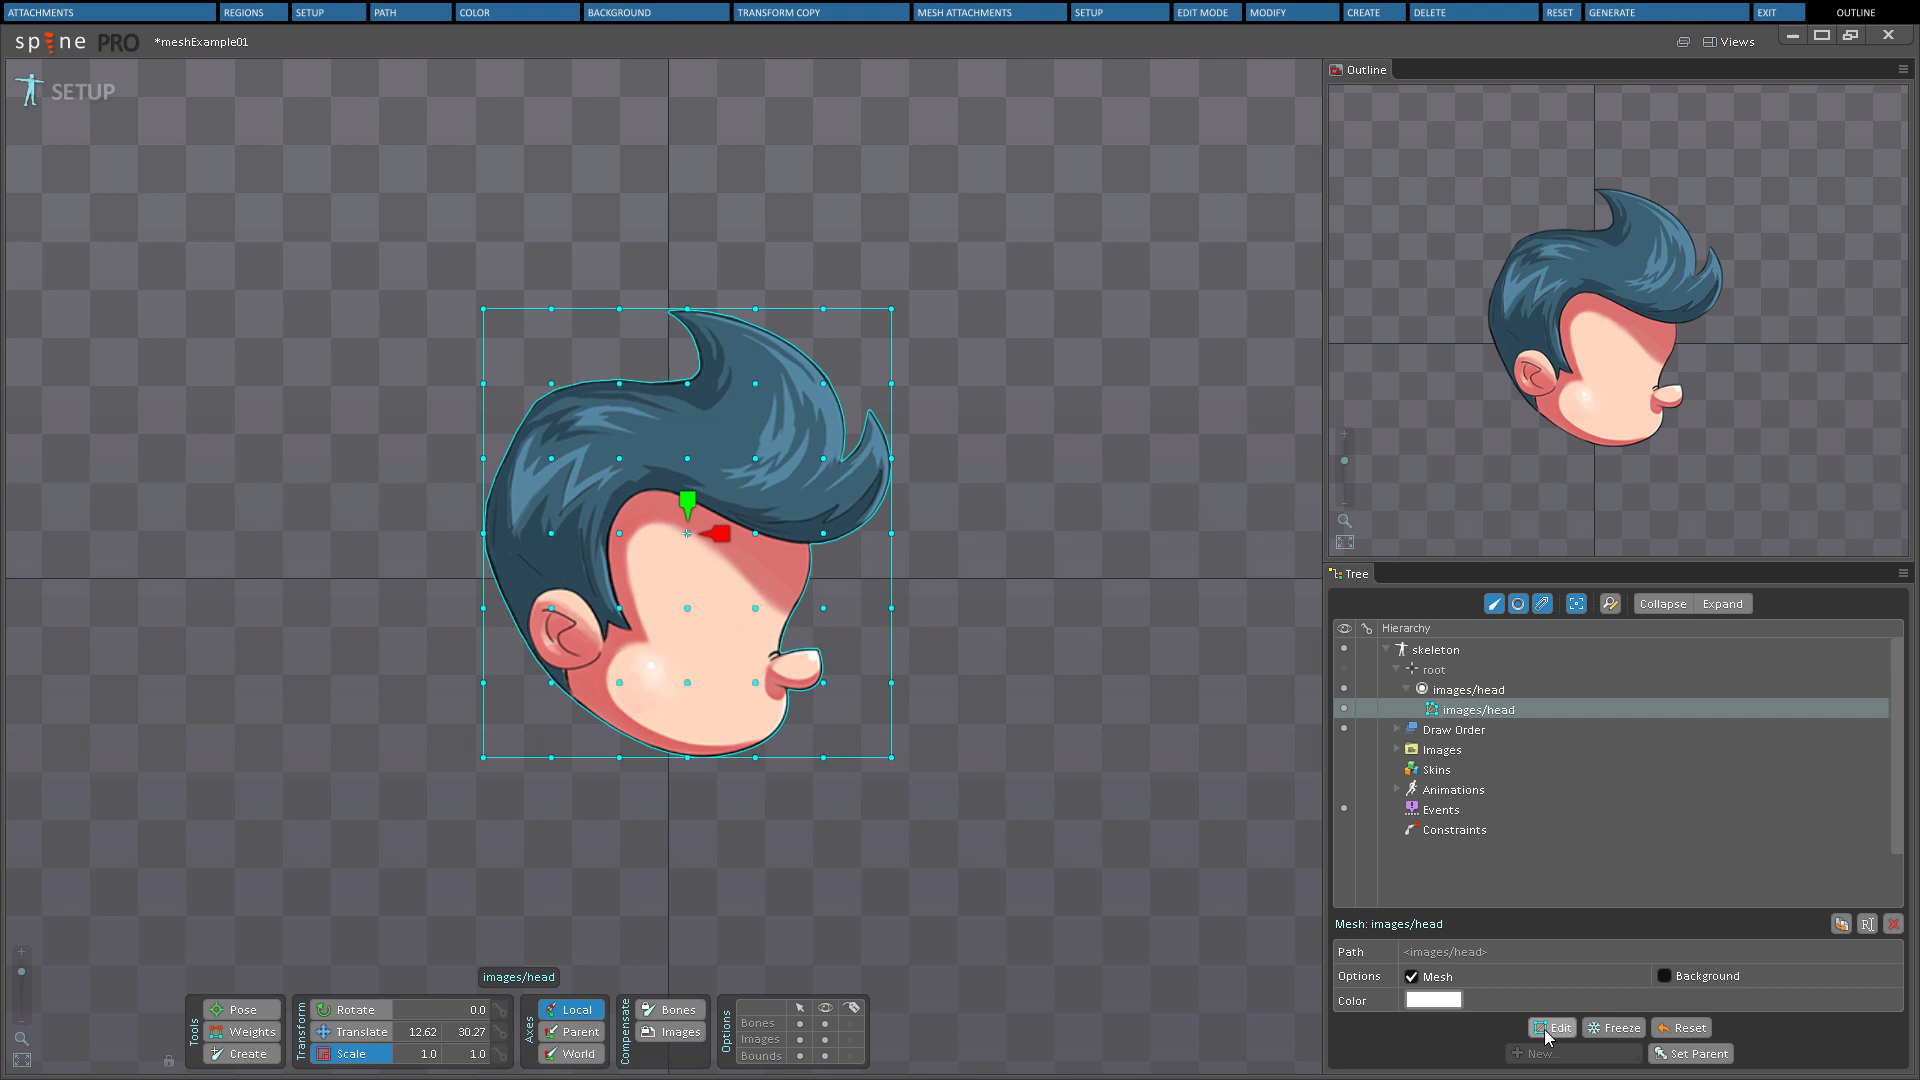 ATTACHMENTS REGIONS SETUP PATH COLOR BACKGROUND TRANSFORM COPY MESH ATTACHMENTS SETUP EDIT MODE MODIFY CREATE DELETE RESET GENERATE EXIT OUTLINE
spine PRO *meshExample01 Views
SETUP
Outline
Tree
Collapse Expand
Hierarchy
skeleton
root
images/head
images/head
Draw Order
Images
Skins
Animations
Events
Constraints
Mesh: images/head
Path <images/head>
Options Mesh Background
Color
Edit Freeze Reset
New... Set Parent
images/head
Tools
Pose
Weights
Create
Transform
Rotate 0.0
Translate 12.62 30.27
Scale 1.0 1.0
Axes
Local
Parent
World
Compensate
Bones
Images
Options
Bones
Images
Bounds